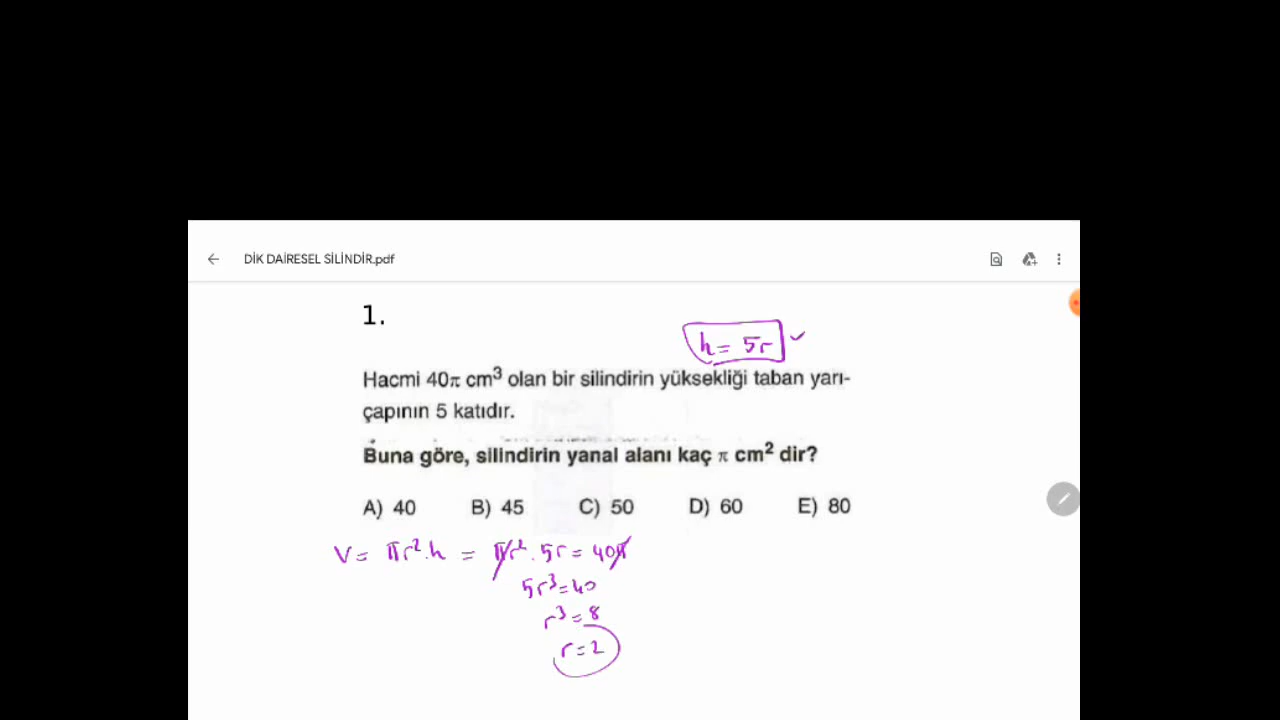 DİK DAİRESEL SİLİNDİR.pdf
1.
h = 5r
Hacmi 40π cm³ olan bir silindirin yüksekliği taban yarı-
çapının 5 katıdır.
Buna göre, silindirin yanal alanı kaç π cm² dir?
A) 40 B) 45 C) 50 D) 60 E) 80
V = πr².h = πr².5r = 40π
5r³=40
r³=8
r=2